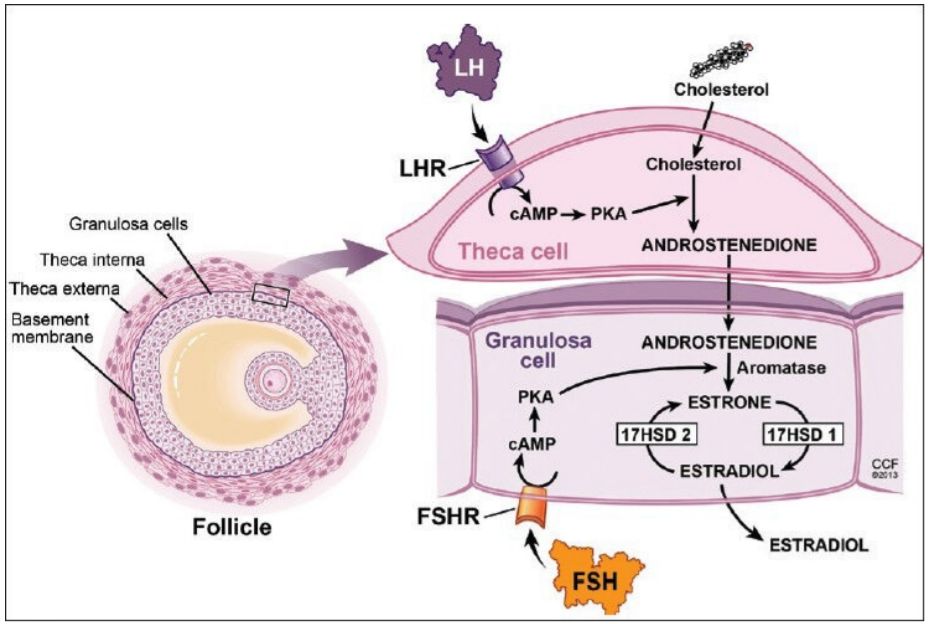 LH
Cholesterol
LHR
Cholesterol
cAMP
PKA
Theca cell
ANDROSTENEDIONE
Granulosa cells
Theca interna
Theca externa
Basement
membrane
Follicle
Granulosa
cell
ANDROSTENEDIONE
Aromatase
PKA
ESTRONE
17HSD 2
17HSD 1
cAMP
ESTRADIOL
CCF
©2013
FSHR
ESTRADIOL
FSH